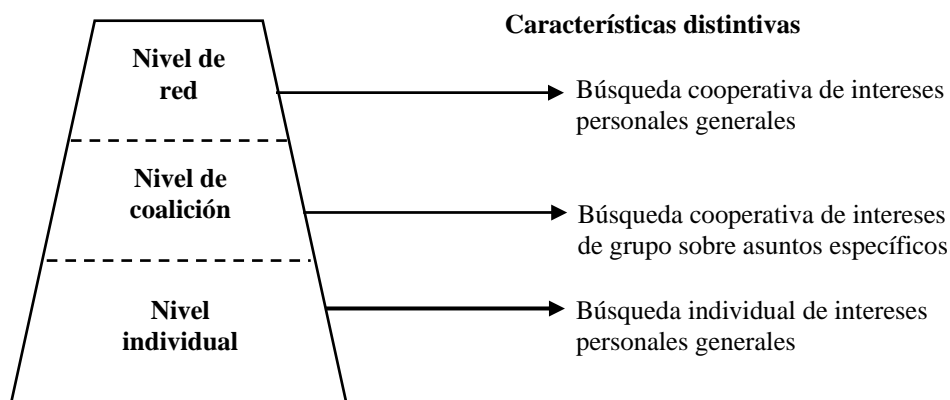 Características distintivas
Nivel de
red
Búsqueda cooperativa de intereses
personales generales
Nivel de
coalición
Búsqueda cooperativa de intereses
de grupo sobre asuntos específicos
Nivel
individual
Búsqueda individual de intereses
personales generales